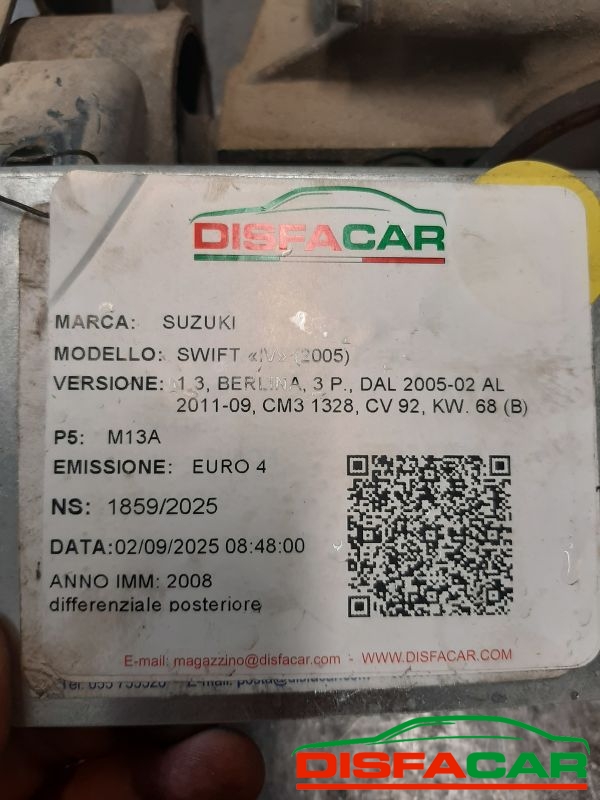 DISFACAR
MARCA: SUZUKI
MODELLO: SWIFT «IV» (2005)
VERSIONE: 1.3, BERLINA, 3 P., DAL 2005-02 AL
2011-09, CM3 1328, CV 92, KW. 68 (B)
P5: M13A
EMISSIONE: EURO 4
NS: 1859/2025
DATA:02/09/2025 08:48:00
ANNO IMM: 2008
differenziale posteriore
E-mail: magazzino@disfacar.com - WWW.DISFACAR.COM
E-mail:
DISFACAR